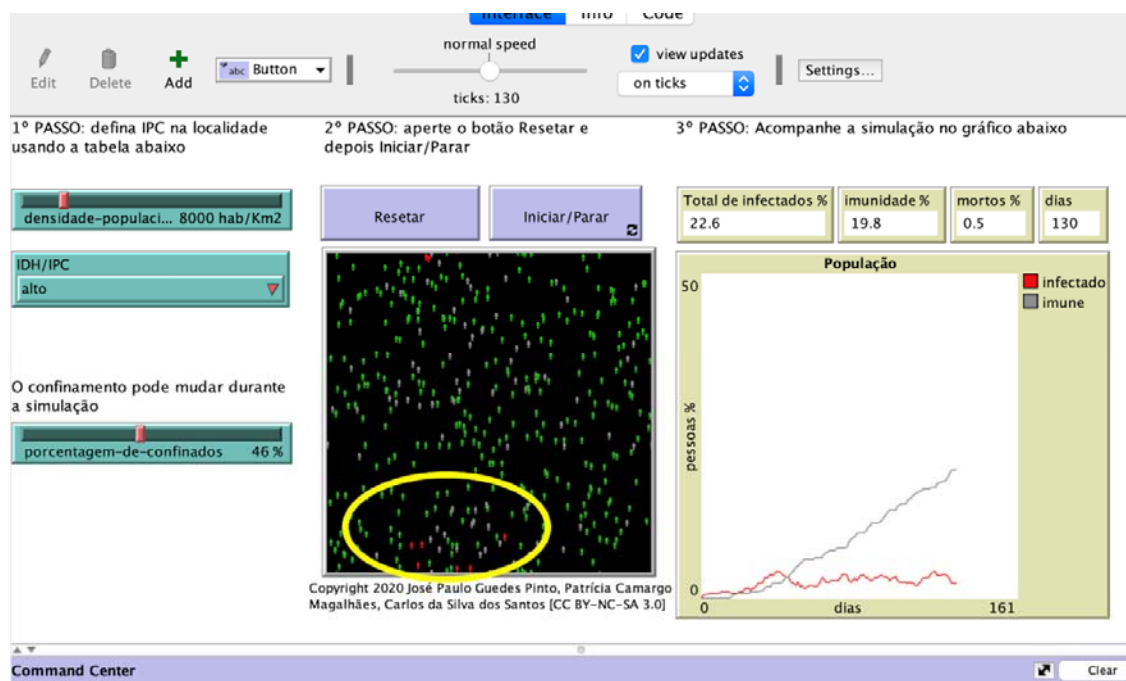 Interface Info Code
normal speed
view updates
Edit
Delete
Add
abc Button
on ticks
Settings...
ticks: 130
1º PASSO: defina IPC na localidade
usando a tabela abaixo
2º PASSO: aperte o botão Resetar e
depois Iniciar/Parar
3º PASSO: Acompanhe a simulação no gráfico abaixo
densidade-populaci... 8000 hab/Km2
IDH/IPC
alto
O confinamento pode mudar durante
a simulação
porcentagem-de-confinados 46 %
Resetar
Iniciar/Parar
Copyright 2020 José Paulo Guedes Pinto, Patrícia Camargo
Magalhães, Carlos da Silva dos Santos [CC BY-NC-SA 3.0]
Total de infectados %
22.6
imunidade %
19.8
mortos %
0.5
dias
130
População
50
pessoas %
0
0
dias
161
infectado
imune
Command Center
Clear